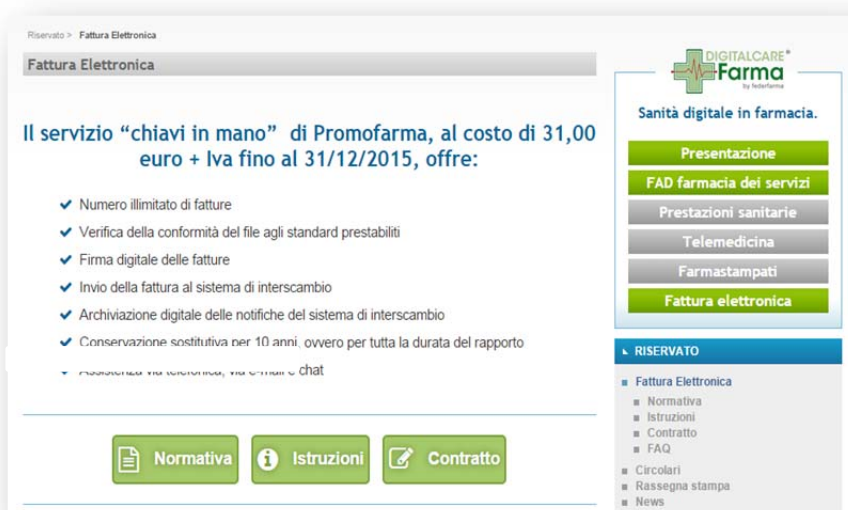 Riservato > Fattura Elettronica
Fattura Elettronica
Il servizio “chiavi in mano” di Promofarma, al costo di 31,00
euro + Iva fino al 31/12/2015, offre:
Numero illimitato di fatture
Verifica della conformità del file agli standard prestabiliti
Firma digitale delle fatture
Invio della fattura al sistema di interscambio
Archiviazione digitale delle notifiche del sistema di interscambio
Conservazione sostitutiva per 10 anni, ovvero per tutta la durata del rapporto
Assistenza via telefonica, via e-mail e chat
Normativa
Istruzioni
Contratto
DIGITALCARE
Farma
by federfarma
Sanità digitale in farmacia.
Presentazione
FAD farmacia dei servizi
Prestazioni sanitarie
Telemedicina
Farmastampati
Fattura elettronica
RISERVATO
Fattura Elettronica
Normativa
Istruzioni
Contratto
FAQ
Circolari
Rassegna stampa
News